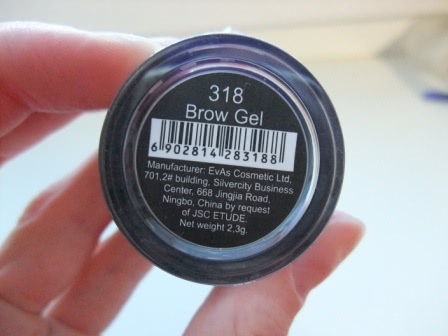 318
Brow Gel
6 902814 283188
Manufacturer: EvAs Cosmetic Ltd,
701,2# building, Silvercity Business
Center, 668 Jingjia Road,
Ningbo, China by request
of JSC ETUDE.
Net weight 2,3g.